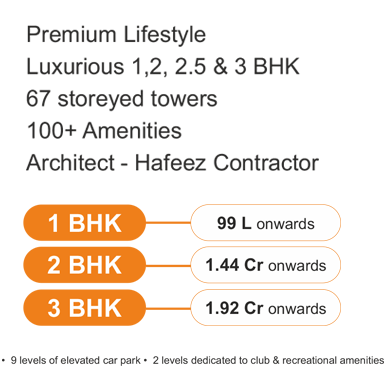 Premium Lifestyle
Luxurious 1,2, 2.5 & 3 BHK
67 storeyed towers
100+ Amenities
Architect - Hafeez Contractor
1 BHK 99 L onwards
2 BHK 1.44 Cr onwards
3 BHK 1.92 Cr onwards
• 9 levels of elevated car park • 2 levels dedicated to club & recreational amenities